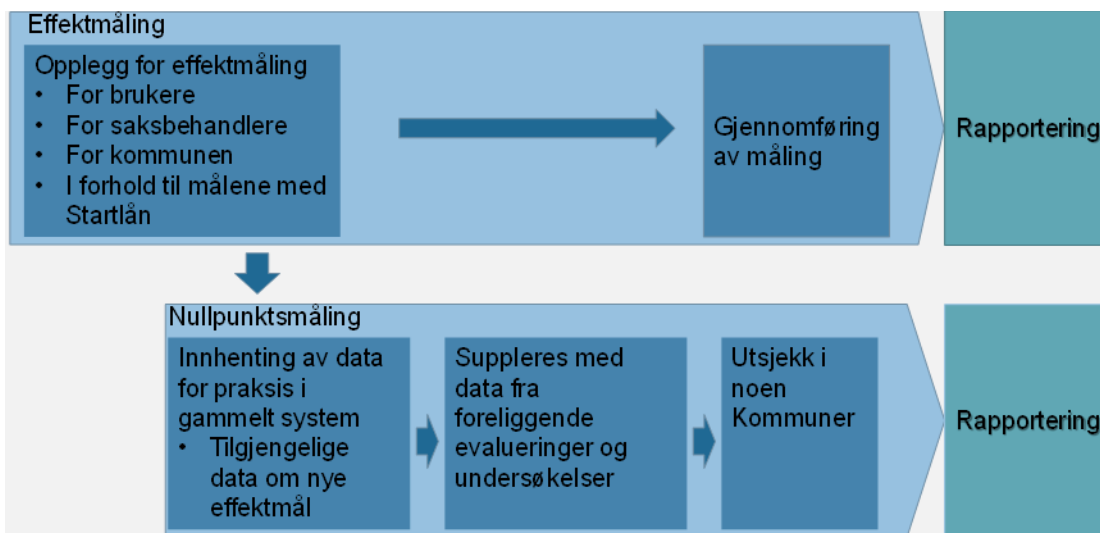 Effektmåling
Opplegg for effektmåling
• For brukere
• For saksbehandlere
• For kommunen
• I forhold til målene med
Startlån
Gjennomføring
av måling
Rapportering
Nullpunktsmåling
Innhenting av data
for praksis i
gammelt system
• Tilgjengelige
data om nye
effektmål
Suppleres med
data fra
foreliggende
evalueringer og
undersøkelser
Utsjekk i
noen
Kommuner
Rapportering